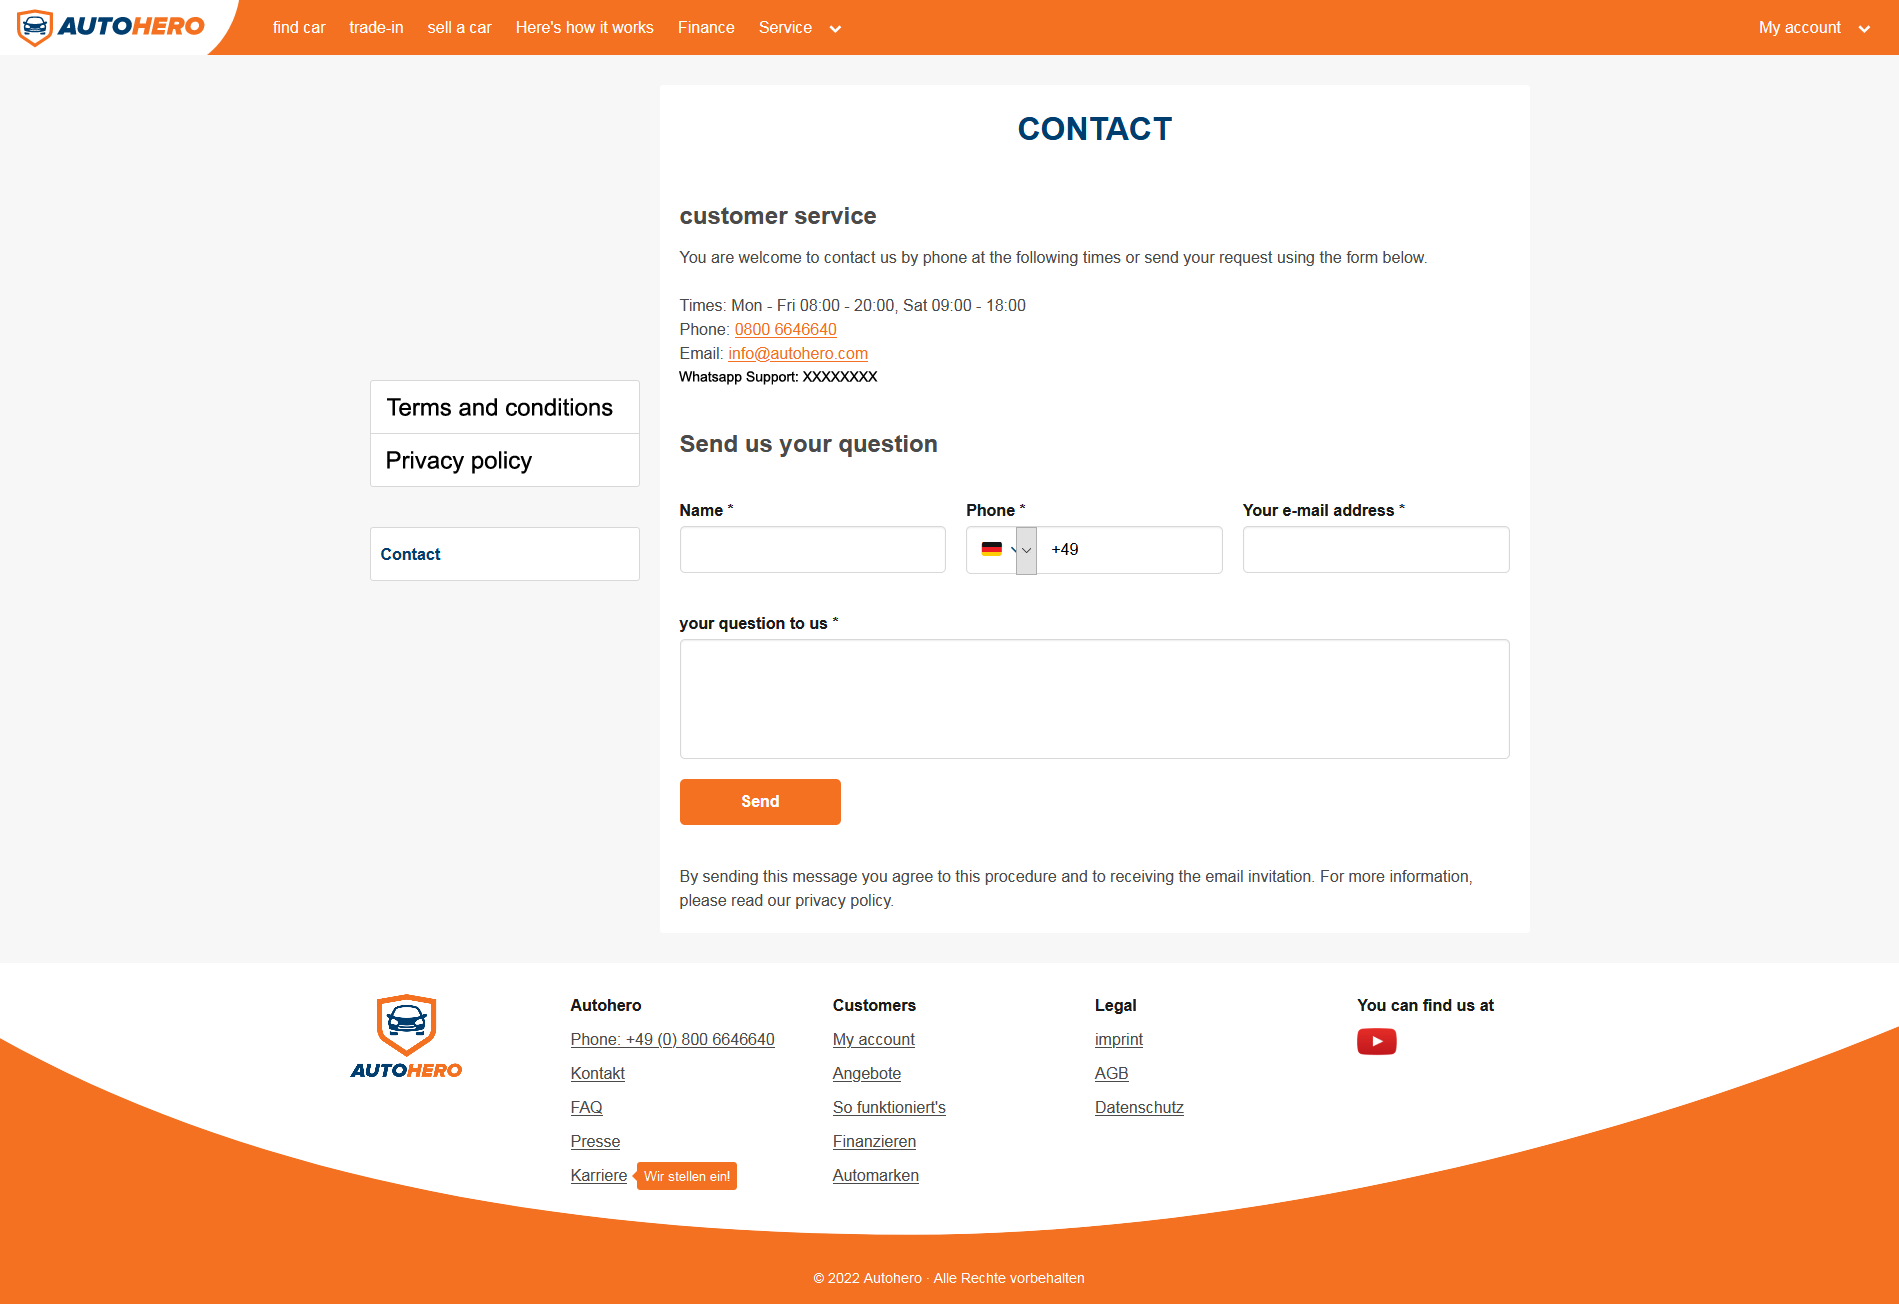 AUTOHERO
find car
trade-in
sell a car
Here's how it works
Finance
Service
My account
CONTACT
customer service
You are welcome to contact us by phone at the following times or send your request using the form below.
Times: Mon - Fri 08:00 - 20:00, Sat 09:00 - 18:00
Phone: 0800 6646640
Email: info@autohero.com
Whatsapp Support: XXXXXXXX
Terms and conditions
Privacy policy
Contact
Send us your question
Name *
Phone *
Your e-mail address *
+49
your question to us *
Send
By sending this message you agree to this procedure and to receiving the email invitation. For more information,
please read our privacy policy.
AUTOHERO
Autohero
Phone: +49 (0) 800 6646640
Kontakt
FAQ
Presse
Karriere
Wir stellen ein!
Customers
My account
Angebote
So funktioniert's
Finanzieren
Automarken
Legal
imprint
AGB
Datenschutz
You can find us at
© 2022 Autohero · Alle Rechte vorbehalten